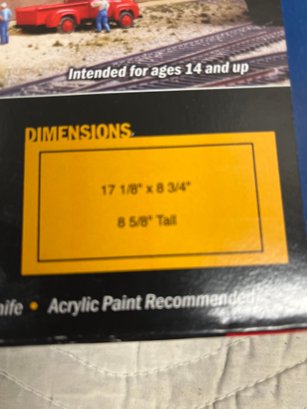 Intended for ages 14 and up
DIMENSIONS
17 1/8" x 8 3/4"
8 5/8" Tall
• Acrylic Paint Recommended